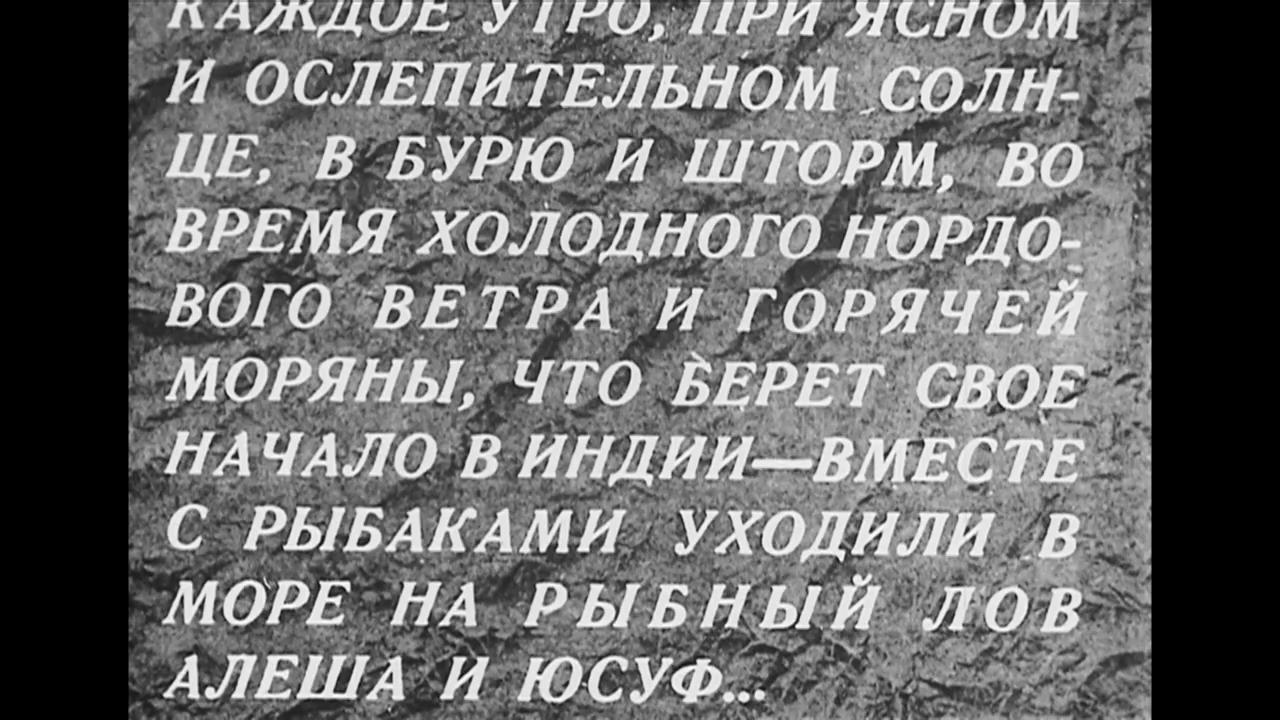 КАЖДОЕ УТРО, ПРИ ЯСНОМ
И ОСЛЕПИТЕЛЬНОМ СОЛН-
ЦЕ, В БУРЮ И ШТОРМ, ВО
ВРЕМЯ ХОЛОДНОГО НОРДО-
ВОГО ВЕТРА И ГОРЯЧЕЙ
МОРЯНЫ, ЧТО БЕРЕТ СВОЕ
НАЧАЛО В ИНДИИ—ВМЕСТЕ
С РЫБАКАМИ УХОДИЛИ В
МОРЕ НА РЫБНЫЙ ЛОВ
АЛЕША И ЮСУФ...